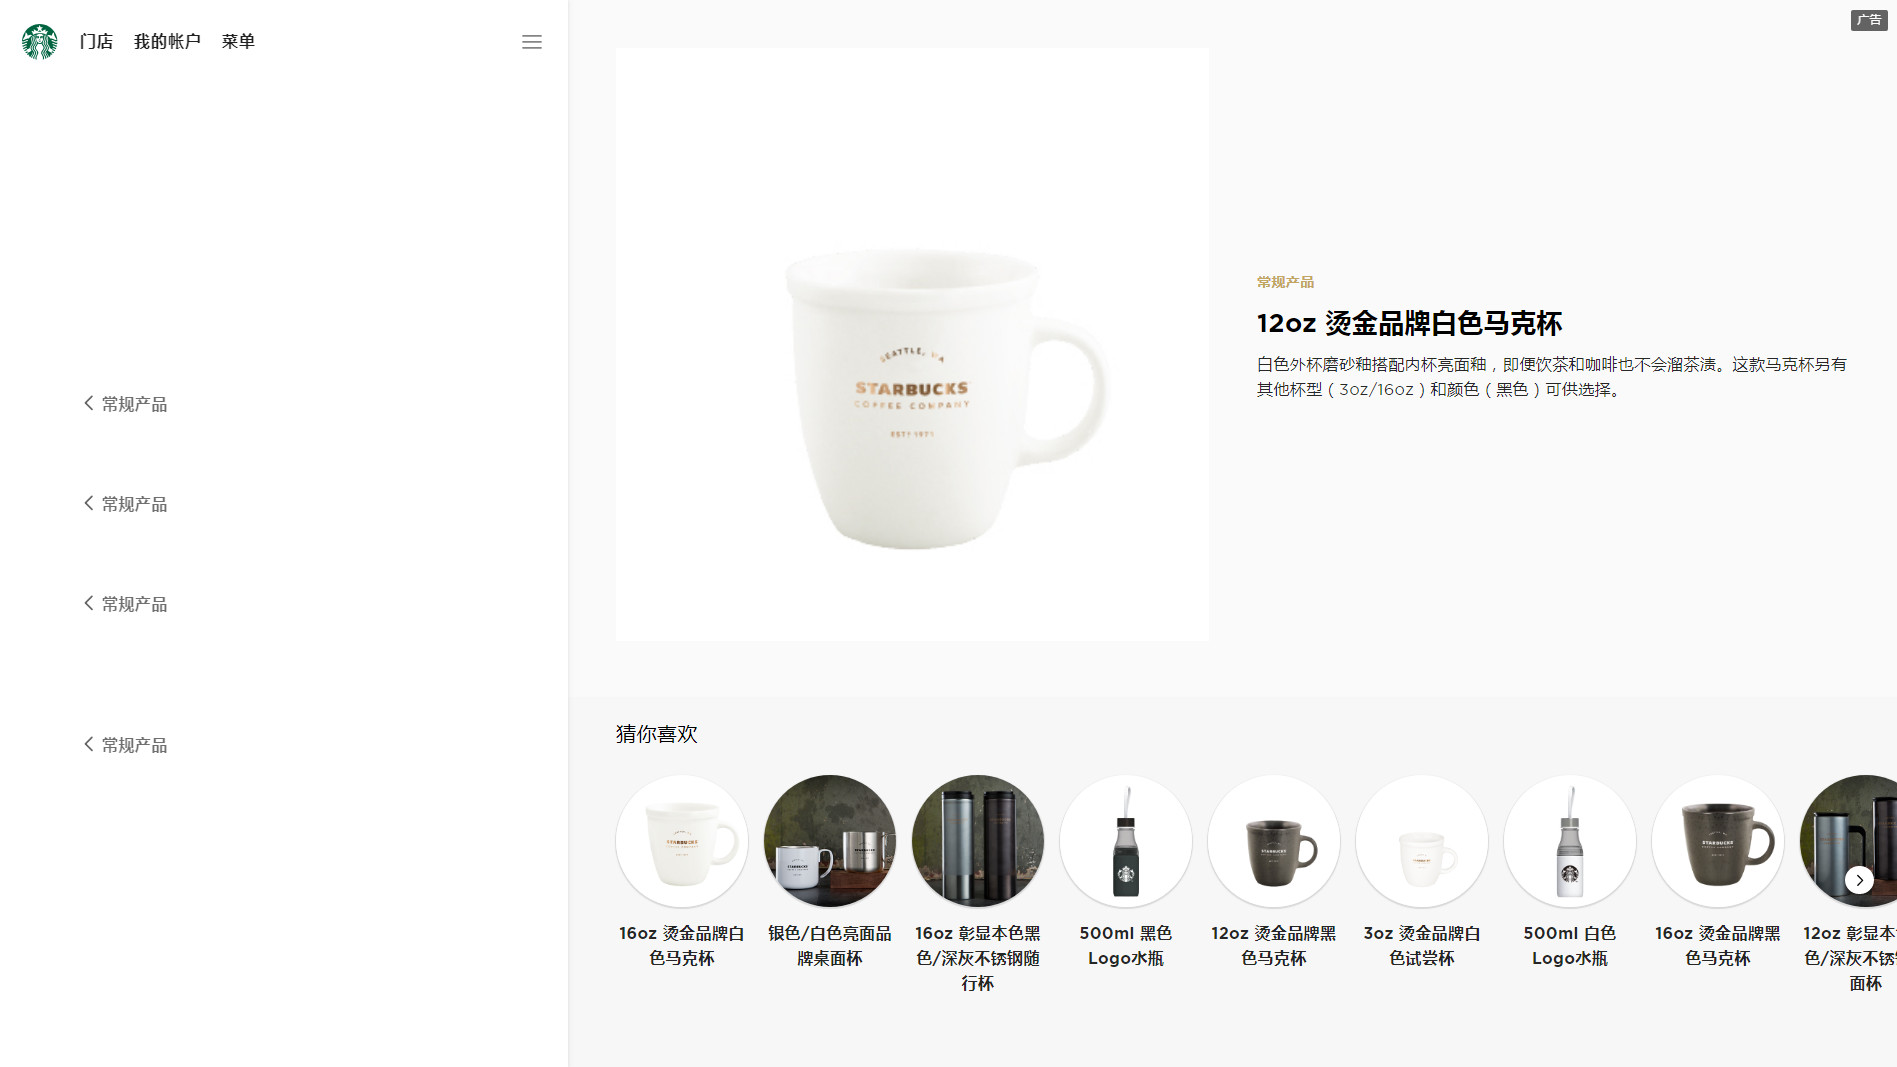 门店 我的帐户 菜单
广告
常规产品
常规产品
常规产品
常规产品
SEATTLE, WA
STARBUCKS
COFFEE COMPANY
EST? 1971
常规产品
12oz 烫金品牌白色马克杯
白色外杯磨砂釉搭配内杯亮面釉，即便饮茶和咖啡也不会溜茶渍。这款马克杯另有
其他杯型（3oz/16oz）和颜色（黑色）可供选择。
猜你喜欢
16oz 烫金品牌白
色马克杯
银色/白色亮面品
牌桌面杯
16oz 彰显本色黑
色/深灰不锈钢随
行杯
500ml 黑色
Logo水瓶
12oz 烫金品牌黑
色马克杯
3oz 烫金品牌白
色试尝杯
500ml 白色
Logo水瓶
16oz 烫金品牌黑
色马克杯
12oz 彰显本
色/深灰不锈
面杯